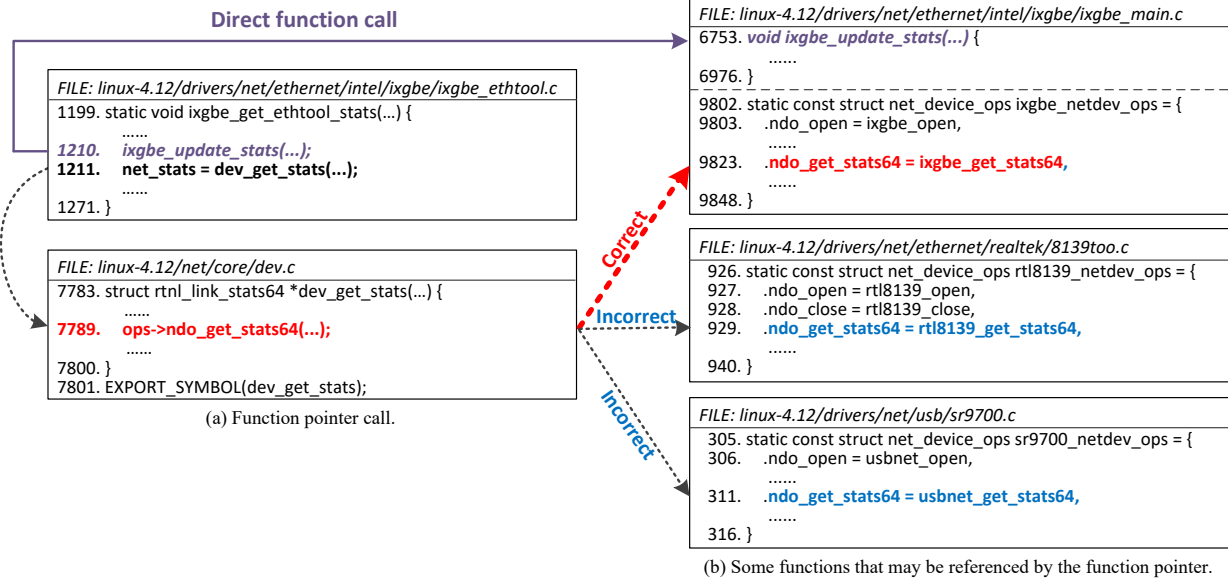 Direct function call
FILE: linux-4.12/drivers/net/ethernet/intel/ixgbe/ixgbe_ethtool.c
1199. static void ixgbe_get_ethtool_stats(...) {
......
1210. ixgbe_update_stats(...);
1211. net_stats = dev_get_stats(...);
......
1271. }
FILE: linux-4.12/net/core/dev.c
7783. struct rtnl_link_stats64 *dev_get_stats(...) {
......
7789. ops->ndo_get_stats64(...);
......
7800. }
7801. EXPORT_SYMBOL(dev_get_stats);
(a) Function pointer call.
Correct
Incorrect
Incorrect
FILE: linux-4.12/drivers/net/ethernet/intel/ixgbe/ixgbe_main.c
6753. void ixgbe_update_stats(...) {
......
6976. }
9802. static const struct net_device_ops ixgbe_netdev_ops = {
9803. .ndo_open = ixgbe_open,
......
9823. .ndo_get_stats64 = ixgbe_get_stats64,
......
9848. }
FILE: linux-4.12/drivers/net/ethernet/realtek/8139too.c
926. static const struct net_device_ops rtl8139_netdev_ops = {
927. .ndo_open = rtl8139_open,
928. .ndo_close = rtl8139_close,
929. .ndo_get_stats64 = rtl8139_get_stats64,
......
940. }
FILE: linux-4.12/drivers/net/usb/sr9700.c
305. static const struct net_device_ops sr9700_netdev_ops = {
306. .ndo_open = usbnet_open,
......
311. .ndo_get_stats64 = usbnet_get_stats64,
......
316. }
(b) Some functions that may be referenced by the function pointer.